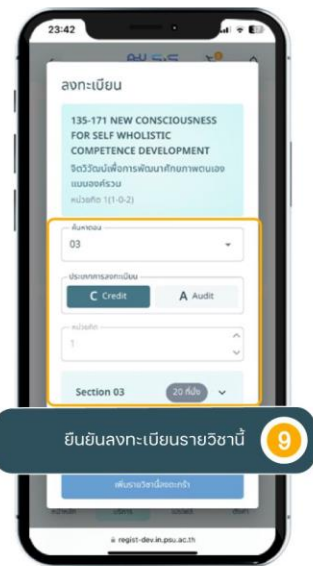 23:42
ลงทะเบียน
135-171 NEW CONSCIOUSNESS
FOR SELF WHOLISTIC
COMPETENCE DEVELOPMENT
จิตวิวัฒน์เพื่อการพัฒนาศักยภาพตนเอง
แบบองค์รวม
หน่วยกิต 1(1-0-2)
ค้นหาตอน
03
ประเภทการลงทะเบียน
C Credit A Audit
หน่วยกิต
1
Section 03 20 ที่นั่ง
ยืนยันลงทะเบียนรายวิชานี้ 9
เพิ่มรายวิชานี้ลงตะกร้า
regist-dev.in.psu.ac.th